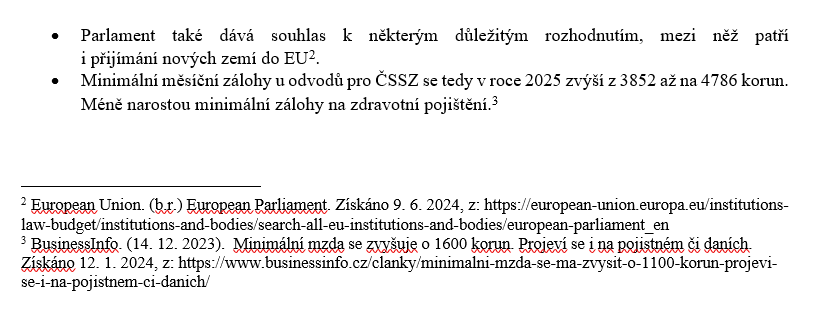 • Parlament také dává souhlas k některým důležitým rozhodnutím, mezi něž patří
i přijímání nových zemí do EU².
• Minimální měsíční zálohy u odvodů pro ČSSZ se tedy v roce 2025 zvýší z 3852 až na 4786 korun.
Méně narostou minimální zálohy na zdravotní pojištění.³
² European Union. (b.r.) European Parliament. Získáno 9. 6. 2024, z: https://european-union.europa.eu/institutions-
law-budget/institutions-and-bodies/search-all-eu-institutions-and-bodies/european-parliament_en
³ BusinessInfo. (14. 12. 2023). Minimální mzda se zvyšuje o 1600 korun. Projeví se i na pojistném či daních.
Získáno 12. 1. 2024, z: https://www.businessinfo.cz/clanky/minimalni-mzda-se-ma-zvysit-o-1100-korun-projevi-
se-i-na-pojistnem-ci-danich/